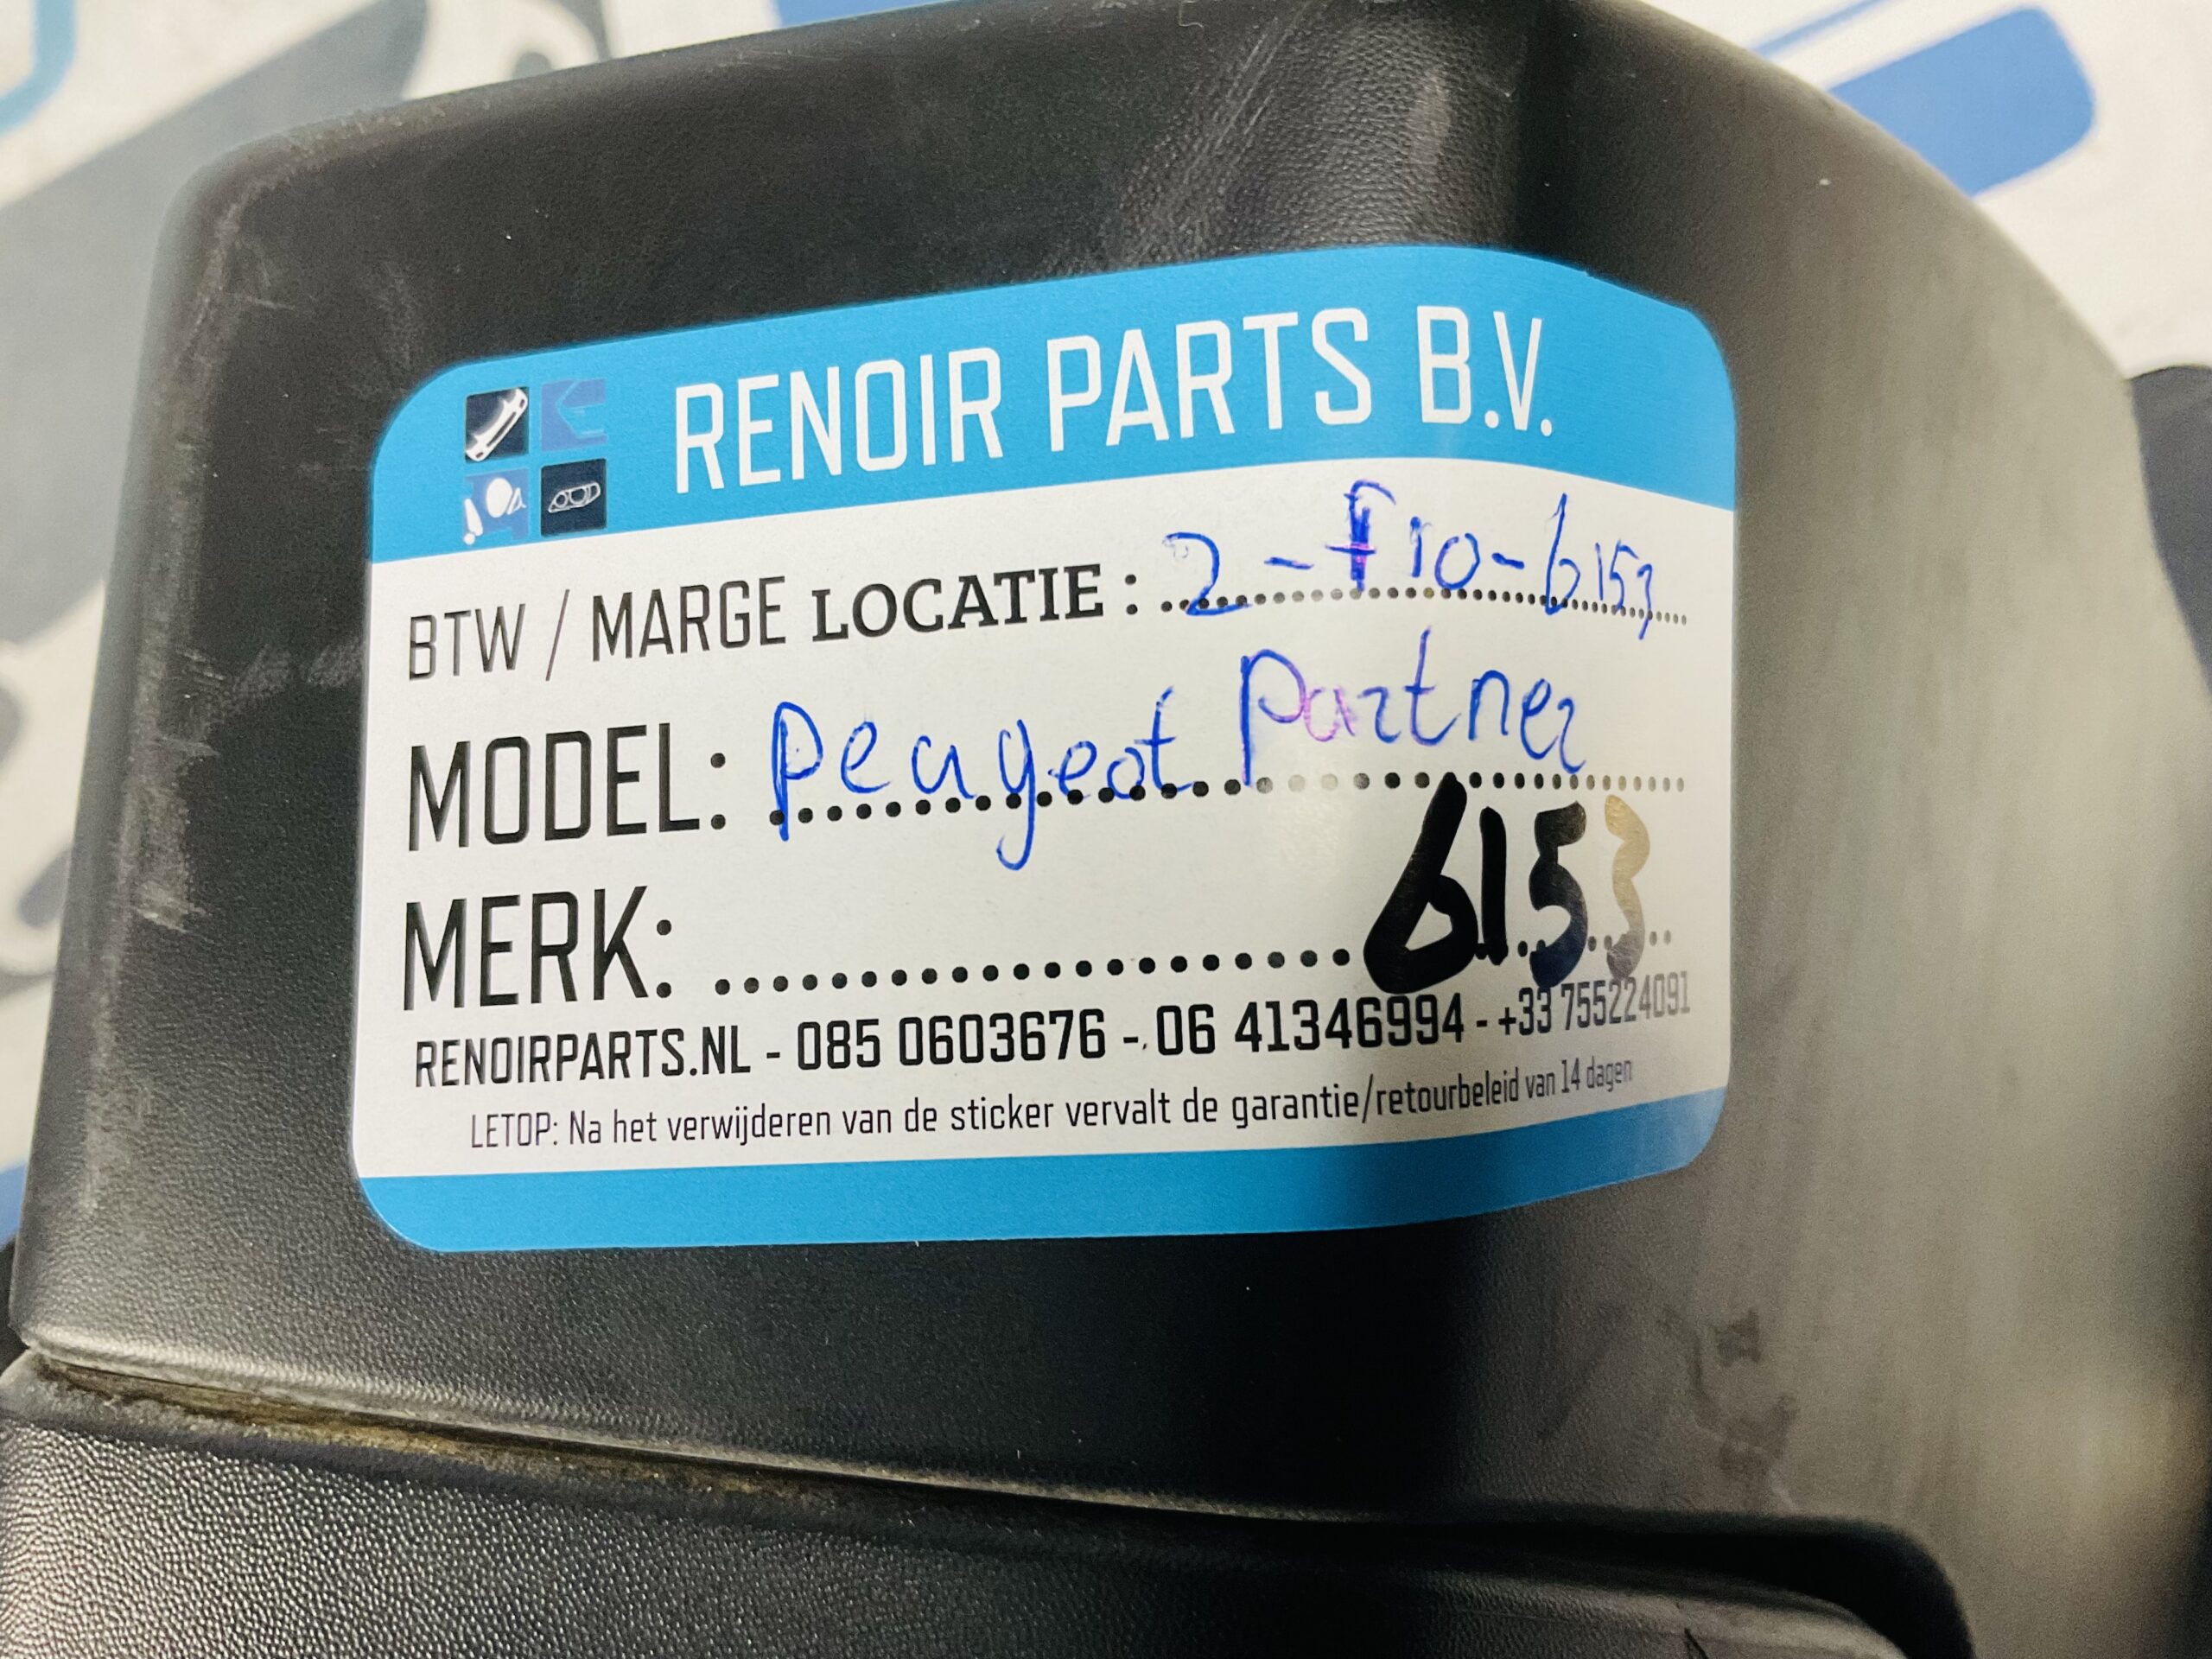 RENOIR PARTS B.V.
BTW / MARGE LOCATIE : 2-f10-6153
MODEL: Peugeot Partner
MERK: 6153
RENOIRPARTS.NL - 085 0603676 - 06 41346994 - +33 755224091
LETOP: Na het verwijderen van de sticker vervalt de garantie/retourbeleid van 14 dagen